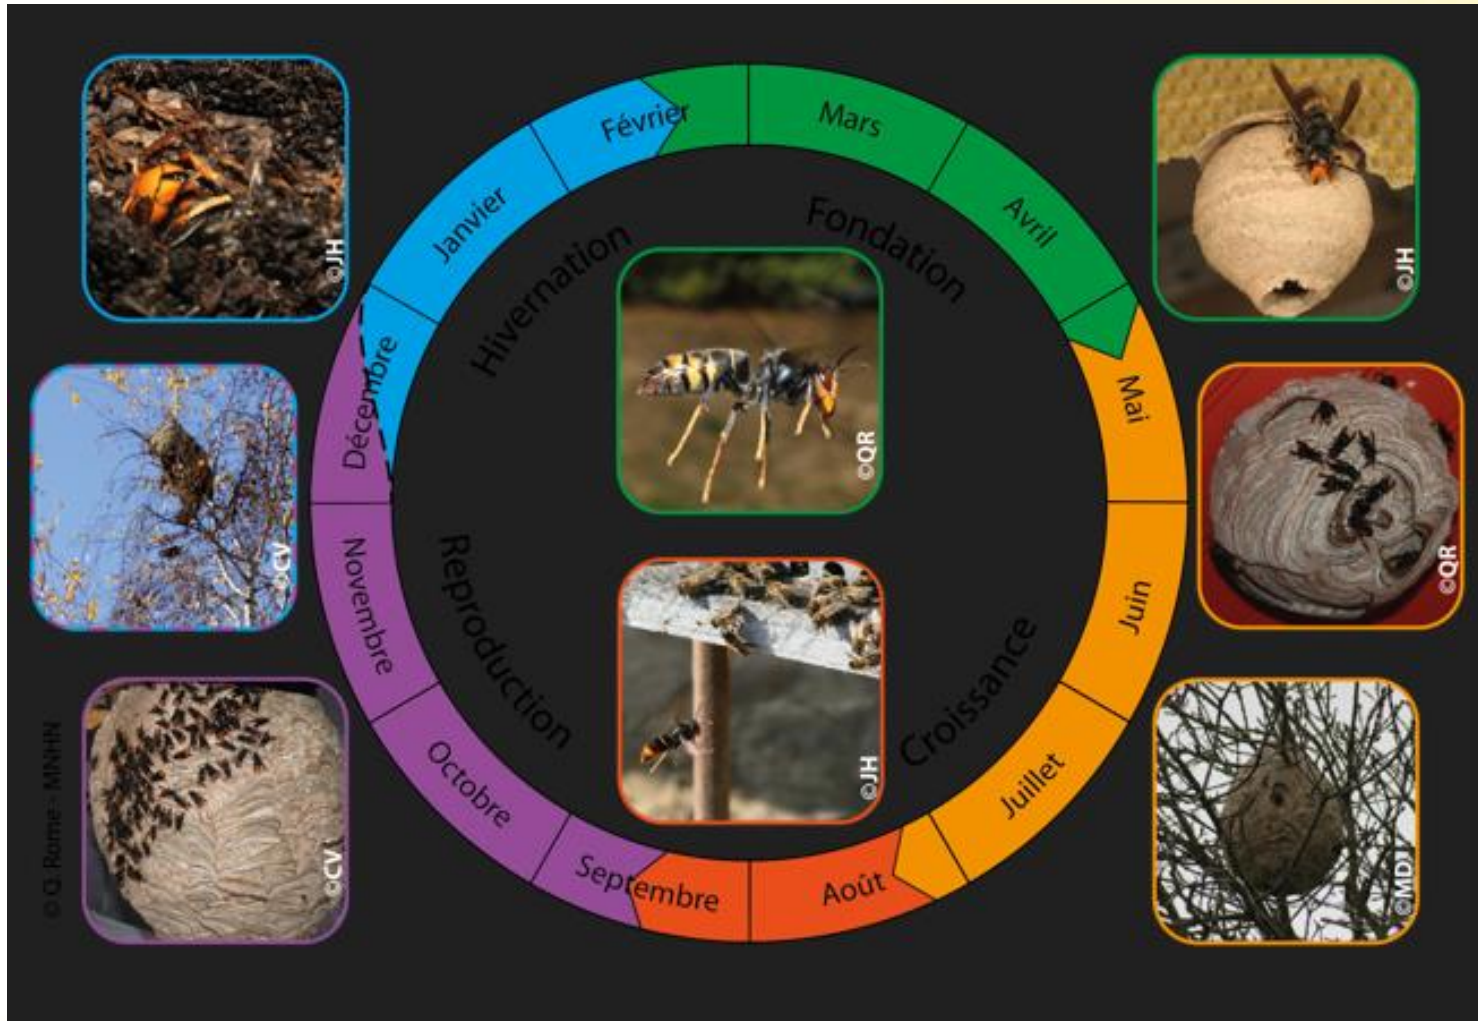 Janvier
Février
Mars
Avril
Mai
Juin
Juillet
Août
Septembre
Octobre
Novembre
Décembre
Hivernation
Fondation
Croissance
Reproduction
©JH
©CV
©CV
©QR
©JH
©JH
©QR
©MDJ
© Q. Rome - MNHN